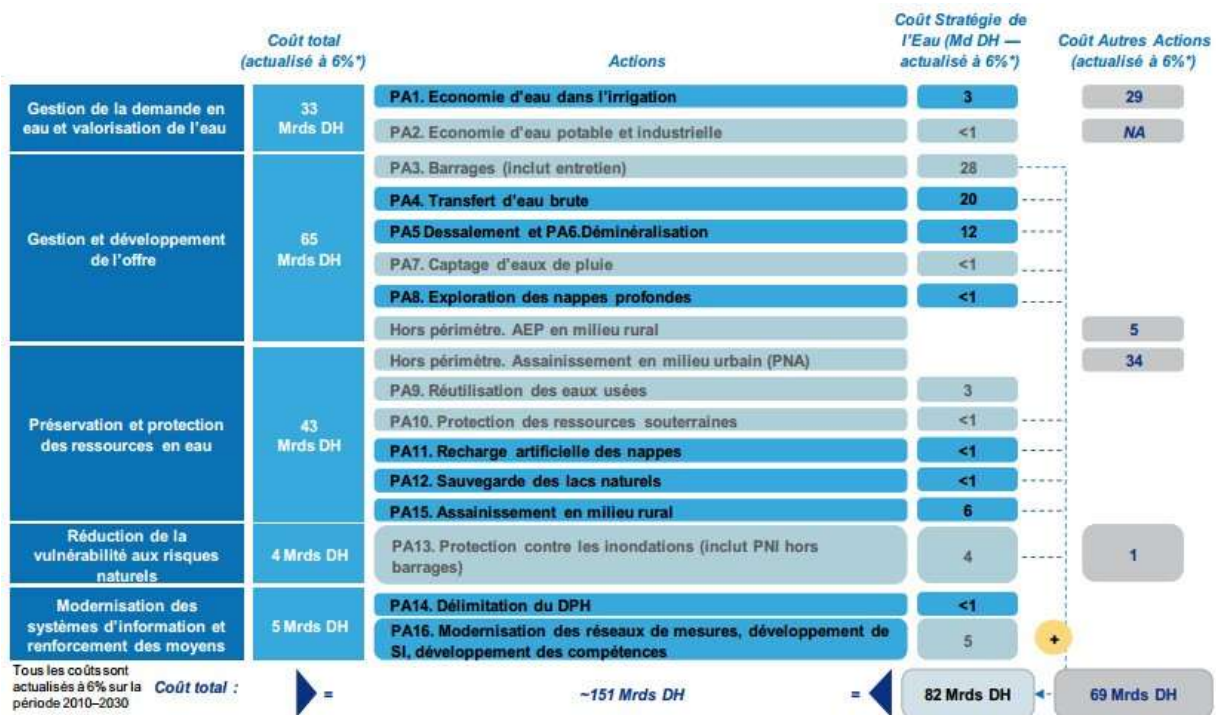 Coût total
(actualisé à 6%*)
Actions
Coût Stratégie de
l'Eau (Md DH —
actualisé à 6%*)
Coût Autres Actions
(actualisé à 6%*)
Gestion de la demande en
eau et valorisation de l'eau
33
Mrds DH
PA1. Economie d'eau dans l'irrigation
3
29
PA2. Economie d'eau potable et industrielle
<1
NA
Gestion et développement
de l'offre
65
Mrds DH
PA3. Barrages (inclut entretien)
28
PA4. Transfert d'eau brute
20
PA5 Dessalement et PA6.Déminéralisation
12
PA7. Captage d'eaux de pluie
<1
PA8. Exploration des nappes profondes
<1
Hors périmètre. AEP en milieu rural
5
Préservation et protection
des ressources en eau
43
Mrds DH
Hors périmètre. Assainissement en milieu urbain (PNA)
34
PA9. Réutilisation des eaux usées
3
PA10. Protection des ressources souterraines
<1
PA11. Recharge artificielle des nappes
<1
PA12. Sauvegarde des lacs naturels
<1
PA15. Assainissement en milieu rural
6
Réduction de la
vulnérabilité aux risques
naturels
4 Mrds DH
PA13. Protection contre les inondations (inclut PNI hors
barrages)
4
1
Modernisation des
systèmes d'information et
renforcement des moyens
5 Mrds DH
PA14. Délimitation du DPH
<1
PA16. Modernisation des réseaux de mesures, développement de
SI, développement des compétences
5
+
Tous les coûts sont
actualisés à 6% sur la
période 2010–2030
Coût total :
=
~151 Mrds DH
=
82 Mrds DH
69 Mrds DH